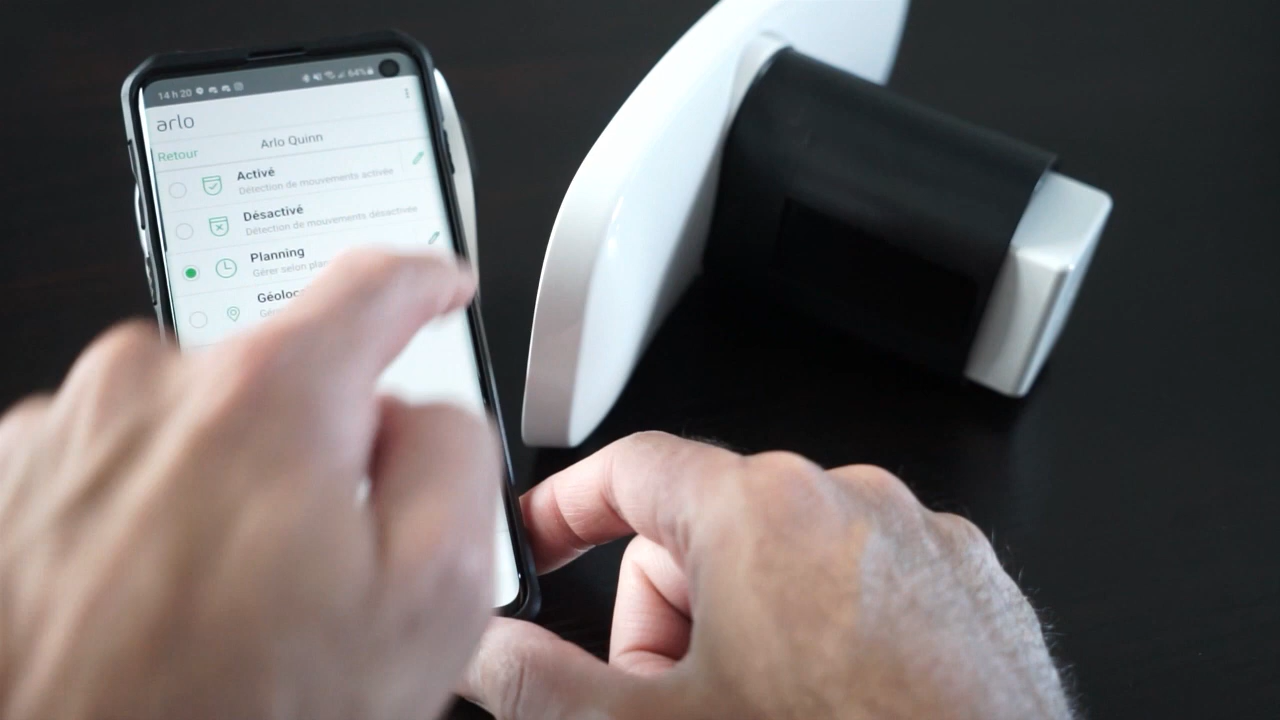 14 h 20
64%
arlo
Retour
Arlo Quinn
Activé
Détection de mouvements activée
Désactivé
Détection de mouvements désactivée
Planning
Gérer selon